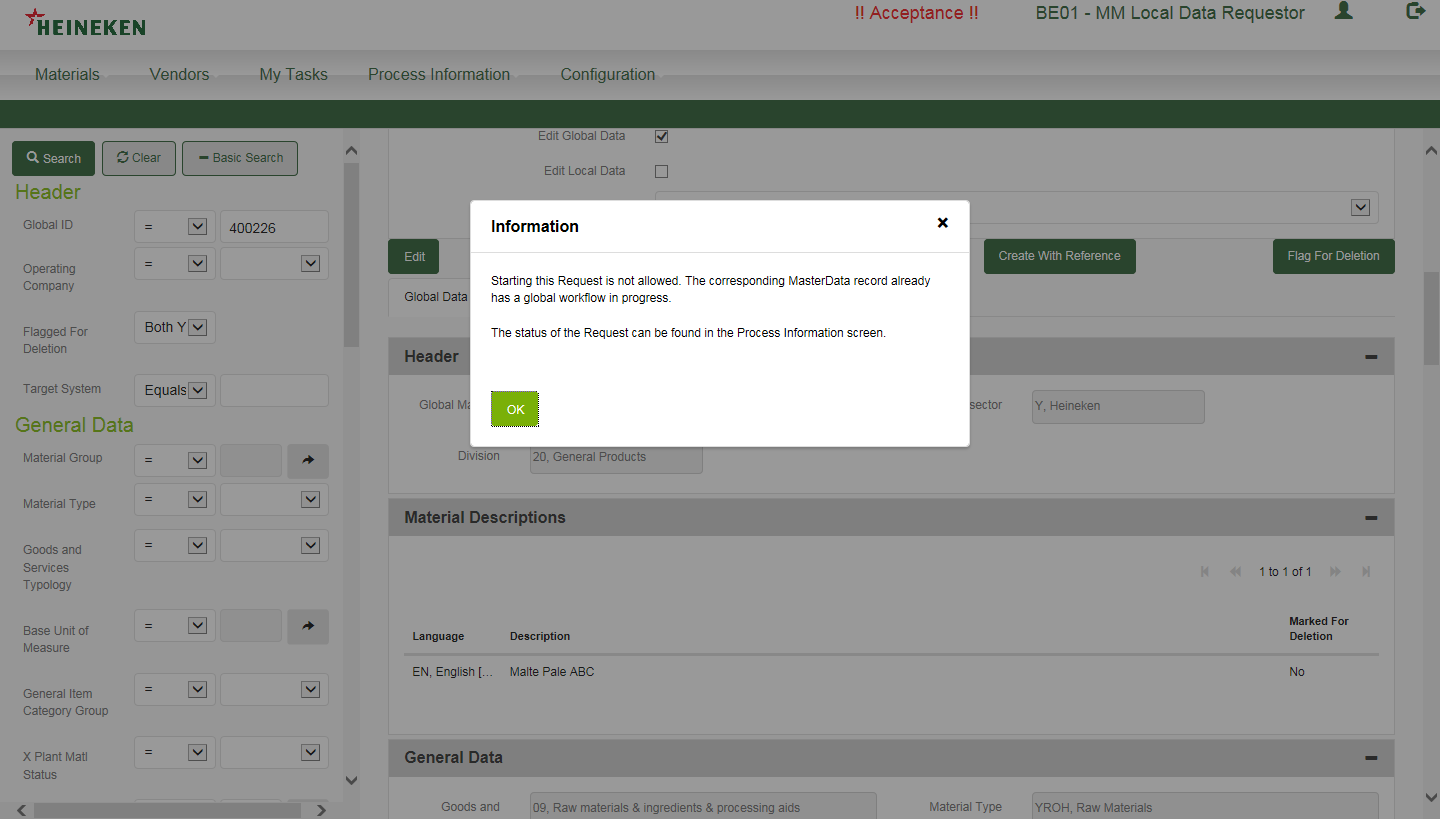 HEINEKEN
!! Acceptance !!
BE01 - MM Local Data Requestor
Materials
Vendors
My Tasks
Process Information
Configuration
Search
Clear
Basic Search
Header
Global ID
=
400226
Operating
Company
=
Flagged For
Deletion
Both Y
Target System
Equals
General Data
Material Group
=
Material Type
=
Goods and
Services
Typology
=
Base Unit of
Measure
=
General Item
Category Group
=
X Plant Matl
Status
=
Edit Global Data
Edit Local Data
Edit
Create With Reference
Flag For Deletion
Global Data
Information
Starting this Request is not allowed. The corresponding MasterData record already
has a global workflow in progress.
The status of the Request can be found in the Process Information screen.
OK
Header
Global Ma
sector
Y, Heineken
Division
20, General Products
Material Descriptions
1 to 1 of 1
Language
Description
Marked For
Deletion
EN, English [...
Malte Pale ABC
No
General Data
Goods and
09, Raw materials & ingredients & processing aids
Material Type
YROH, Raw Materials